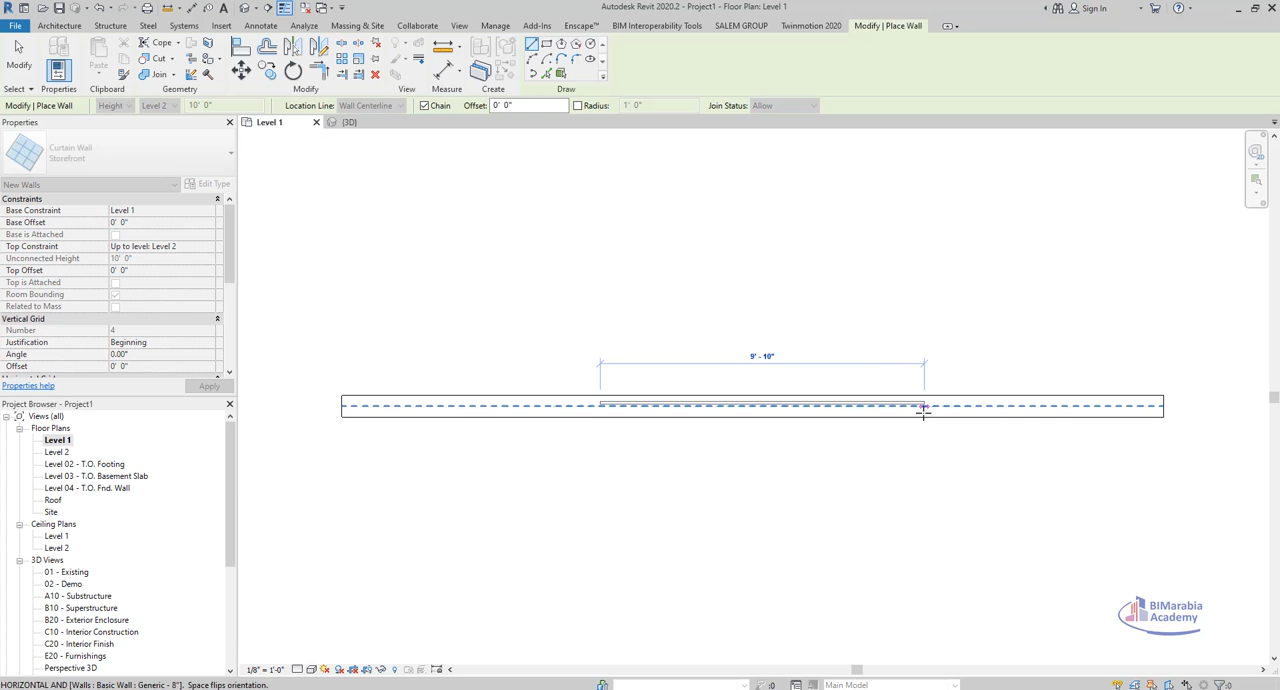 Autodesk Revit 2020.2 - Project1 - Floor Plan: Level 1
Sign In
File Architecture Structure Steel Systems Insert Annotate Analyze Massing & Site Collaborate View Manage Add-Ins Enscape™ BIM Interoperability Tools SALEM GROUP Twinmotion 2020 Modify | Place Wall
Modify
Paste
Cope
Cut
Join
Select Properties Clipboard Geometry Modify View Measure Create Draw
Modify | Place Wall Height Level 2 10' 0" Location Line: Wall Centerline Chain Offset: 0' 0" Radius: 1' 0" Join Status: Allow
Properties
Level 1
(3D)
Curtain Wall
Storefront
New Walls Edit Type
Constraints
Base Constraint Level 1
Base Offset 0' 0"
Base is Attached
Top Constraint Up to level: Level 2
Unconnected Height 10' 0"
Top Offset 0' 0"
Top is Attached
Room Bounding
Related to Mass
Vertical Grid
Number 4
Justification Beginning
Angle 0.00°
Offset 0' 0"
Properties help Apply
9' - 10"
Project Browser - Project1
Views (all)
Floor Plans
Level 1
Level 2
Level 02 - T.O. Footing
Level 03 - T.O. Basement Slab
Level 04 - T.O. Fnd. Wall
Roof
Site
Ceiling Plans
Level 1
Level 2
3D Views
01 - Existing
02 - Demo
A10 - Substructure
B10 - Superstructure
B20 - Exterior Enclosure
C10 - Interior Construction
C20 - Interior Finish
E20 - Furnishings
Perspective 3D
BIMarabia
Academy
1/8" = 1'-0"
HORIZONTAL AND [Walls : Basic Wall : Generic - 8"]. Space flips orientation.
:0
Main Model
:0